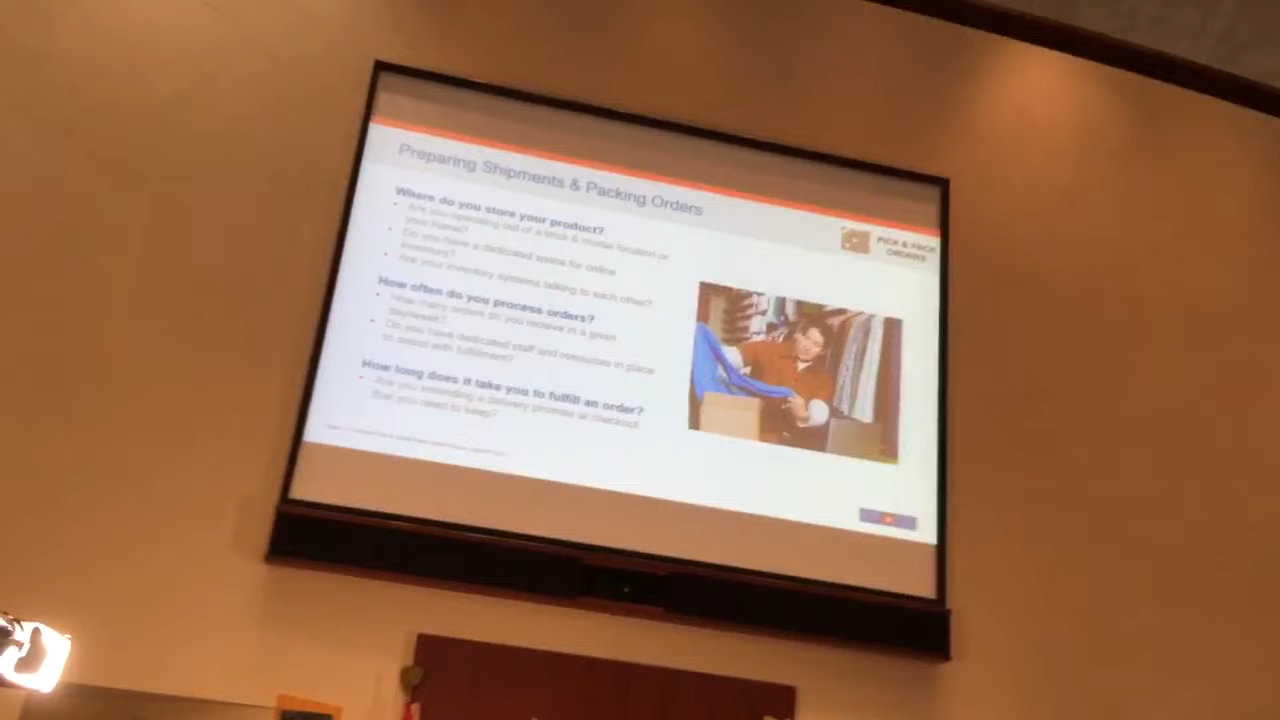 Preparing Shipments & Packing Orders
PICK & PACK
ORDERS
Where do you store your product?
• Are you operating out of a brick & mortar location or
your home?
• Do you have a dedicated space for online
inventory?
• Are your inventory systems talking to each other?
How often do you process orders?
• How many orders do you receive in a given
day/week?
• Do you have dedicated staff and resources in place
to assist with fulfillment?
How long does it take you to fulfill an order?
• Are you extending a delivery promise at checkout
that you need to keep?